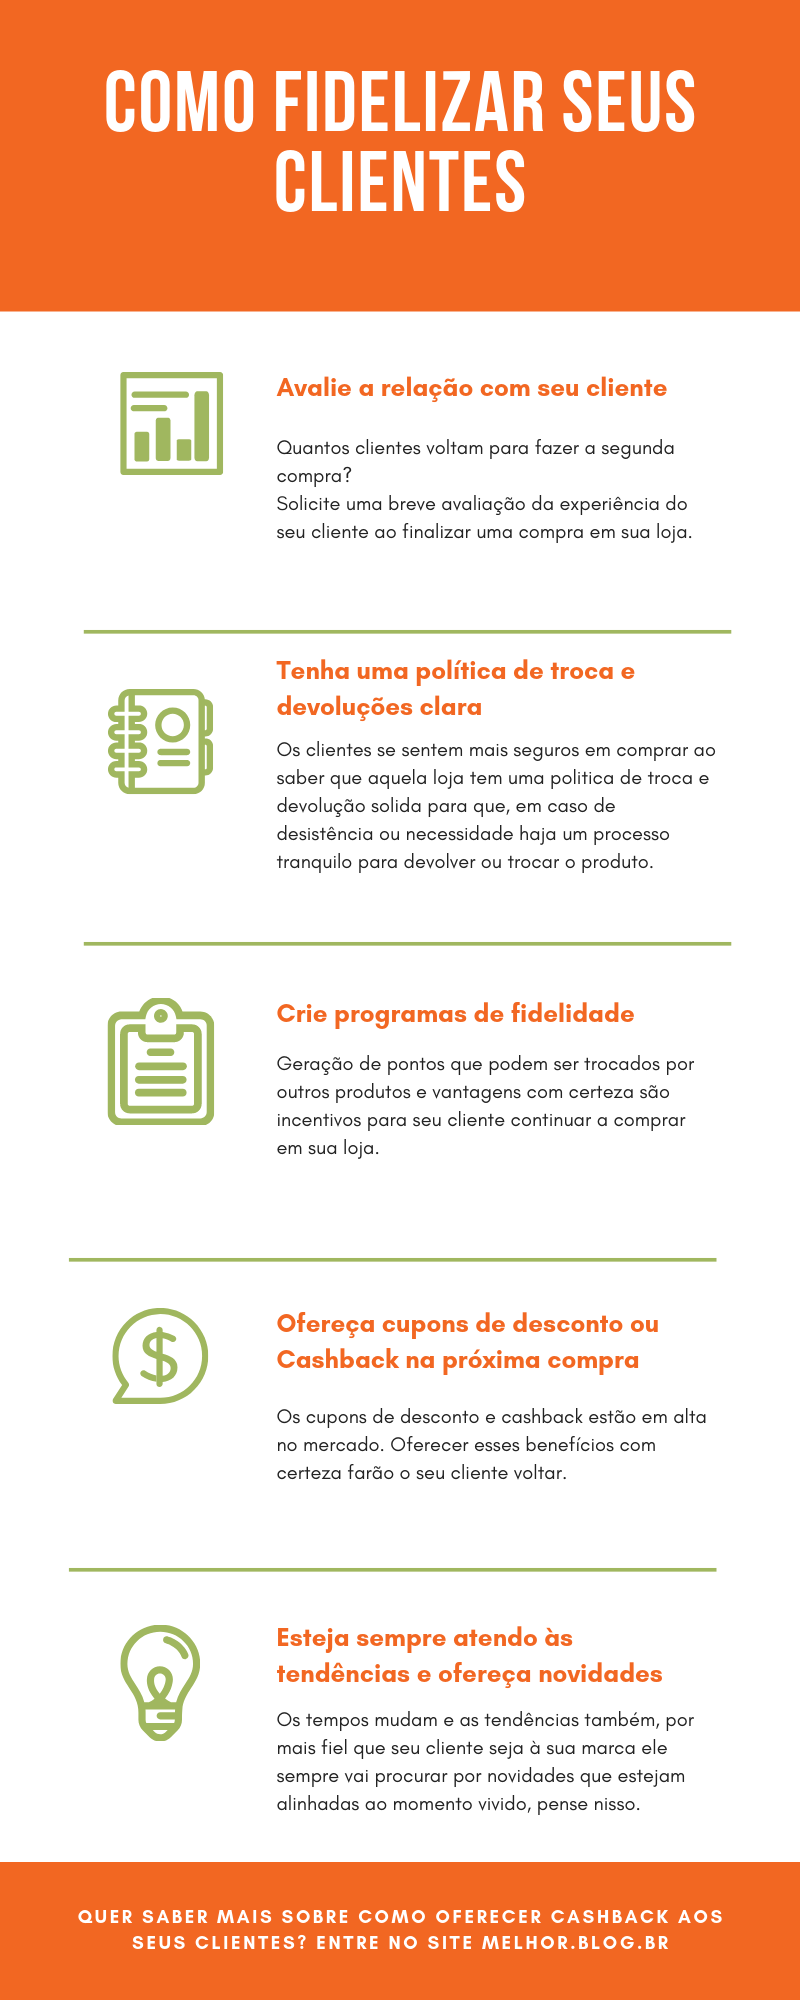 COMO FIDELIZAR SEUS
CLIENTES
Avalie a relação com seu cliente
Quantos clientes voltam para fazer a segunda
compra?
Solicite uma breve avaliação da experiência do
seu cliente ao finalizar uma compra em sua loja.
Tenha uma política de troca e
devoluções clara
Os clientes se sentem mais seguros em comprar ao
saber que aquela loja tem uma politica de troca e
devolução solida para que, em caso de
desistência ou necessidade haja um processo
tranquilo para devolver ou trocar o produto.
Crie programas de fidelidade
Geração de pontos que podem ser trocados por
outros produtos e vantagens com certeza são
incentivos para seu cliente continuar a comprar
em sua loja.
$
Ofereça cupons de desconto ou
Cashback na próxima compra
Os cupons de desconto e cashback estão em alta
no mercado. Oferecer esses benefícios com
certeza farão o seu cliente voltar.
Esteja sempre atendo às
tendências e ofereça novidades
Os tempos mudam e as tendências também, por
mais fiel que seu cliente seja à sua marca ele
sempre vai procurar por novidades que estejam
alinhadas ao momento vivido, pense nisso.
QUER SABER MAIS SOBRE COMO OFERECER CASHBACK AOS
SEUS CLIENTES? ENTRE NO SITE MELHOR.BLOG.BR